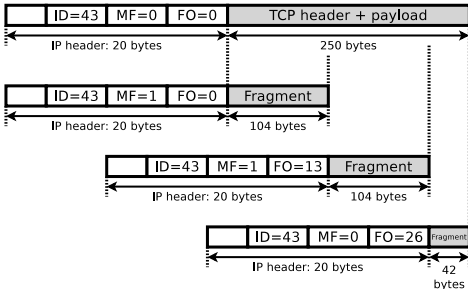 ID=43 MF=0 FO=0 TCP header + payload
IP header: 20 bytes 250 bytes
ID=43 MF=1 FO=0 Fragment
IP header: 20 bytes 104 bytes
ID=43 MF=1 FO=13 Fragment
IP header: 20 bytes 104 bytes
ID=43 MF=0 FO=26 Fragment
IP header: 20 bytes 42
bytes